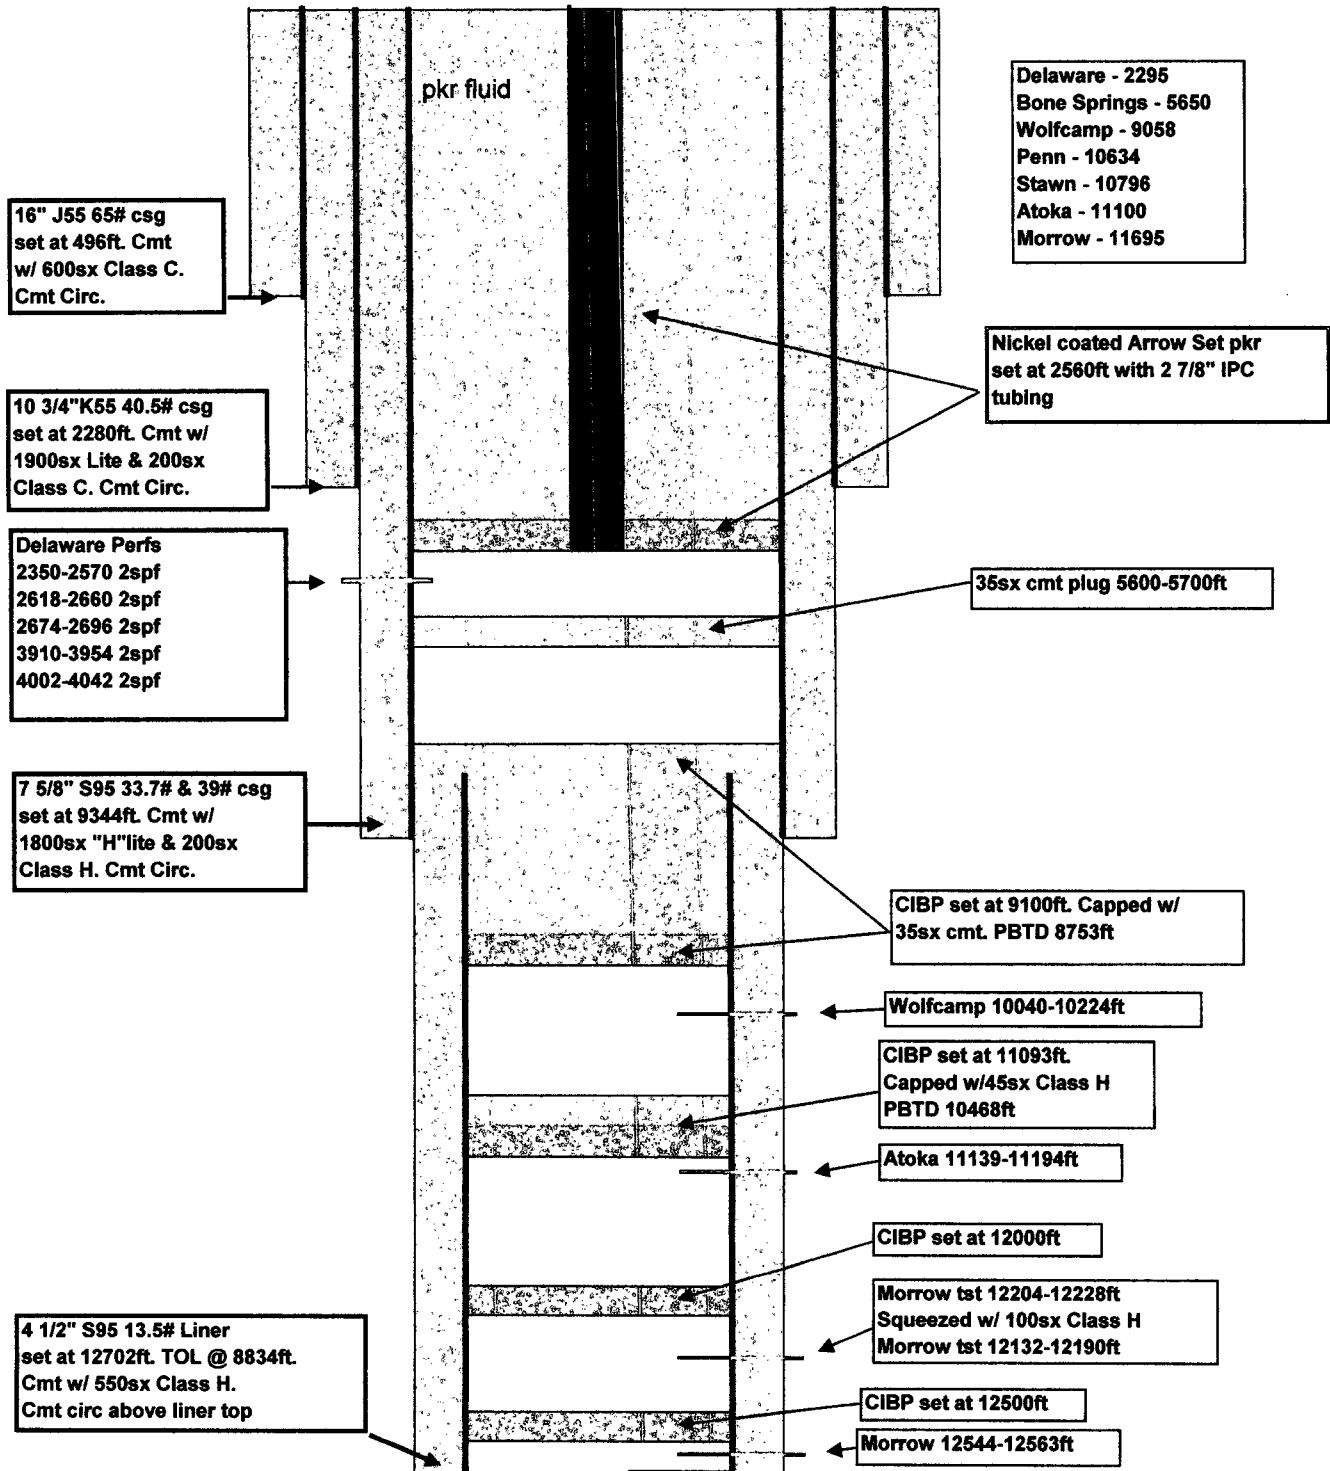 pkr fluid
Delaware - 2295
Bone Springs - 5650
Wolfcamp - 9058
Penn - 10634
Stawn - 10796
Atoka - 11100
Morrow - 11695
16" J55 65# csg
set at 496ft. Cmt
w/ 600sx Class C.
Cmt Circ.
Nickel coated Arrow Set pkr
set at 2560ft with 2 7/8" IPC
tubing
10 3/4"K55 40.5# csg
set at 2280ft. Cmt w/
1900sx Lite & 200sx
Class C. Cmt Circ.
Delaware Perfs
2350-2570 2spf
2618-2660 2spf
2674-2696 2spf
3910-3954 2spf
4002-4042 2spf
35sx cmt plug 5600-5700ft
7 5/8" S95 33.7# & 39# csg
set at 9344ft. Cmt w/
1800sx "H"lite & 200sx
Class H. Cmt Circ.
CIBP set at 9100ft. Capped w/
35sx cmt. PBTD 8753ft
Wolfcamp 10040-10224ft
CIBP set at 11093ft.
Capped w/45sx Class H
PBTD 10468ft
Atoka 11139-11194ft
CIBP set at 12000ft
Morrow tst 12204-12228ft
Squeezed w/ 100sx Class H
Morrow tst 12132-12190ft
4 1/2" S95 13.5# Liner
set at 12702ft. TOL @ 8834ft.
Cmt w/ 550sx Class H.
Cmt circ above liner top
CIBP set at 12500ft
Morrow 12544-12563ft